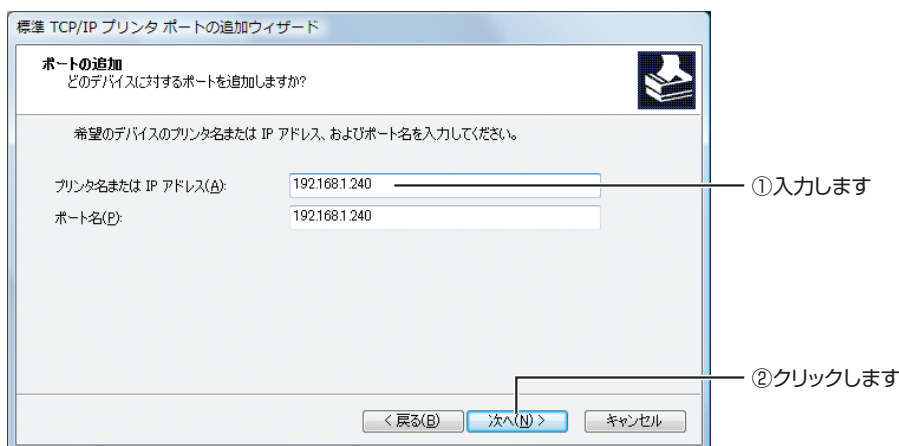 標準 TCP/IP プリンタ ポートの追加ウィザード
ポートの追加
どのデバイスに対するポートを追加しますか?
希望のデバイスのプリンタ名または IP アドレス、およびポート名を入力してください。
プリンタ名または IP アドレス(A):
192.168.1.240
①入力します
ポート名(P):
192.168.1.240
②クリックします
< 戻る(B)
次へ(N) >
キャンセル